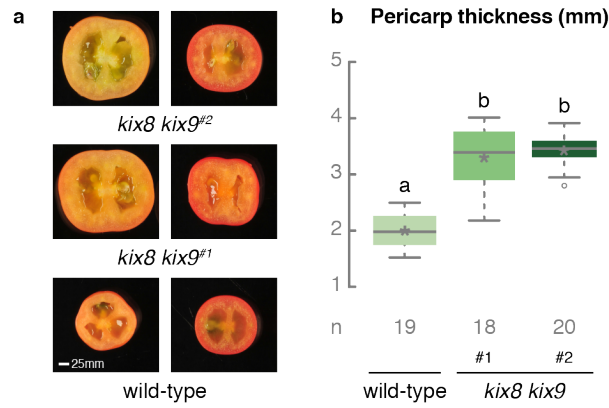 a
kix8 kix9#2
kix8 kix9#1
25mm
wild-type
b Pericarp thickness (mm)
5
4
3
2
1
a
b
b
n 19 18 20
#1 #2
wild-type kix8 kix9